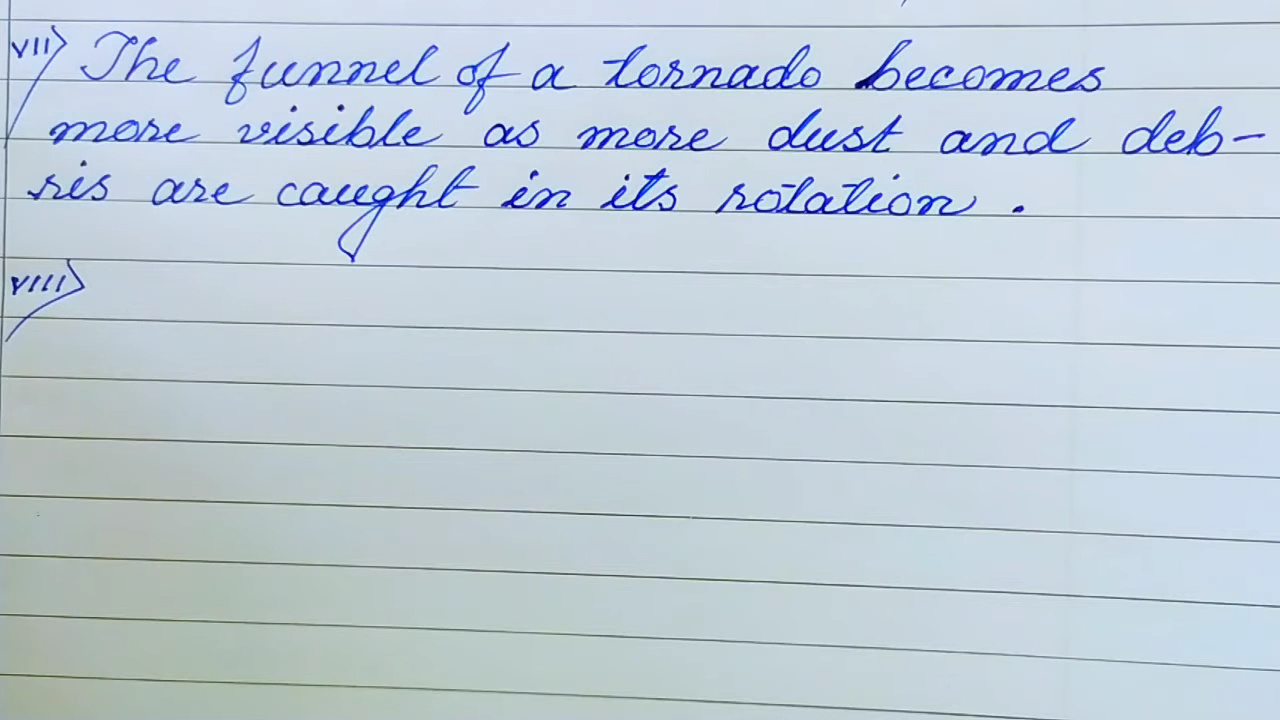 VII) The funnel of a tornado becomes
more visible as more dust and deb-
ris are caught in its rotation.
VIII)